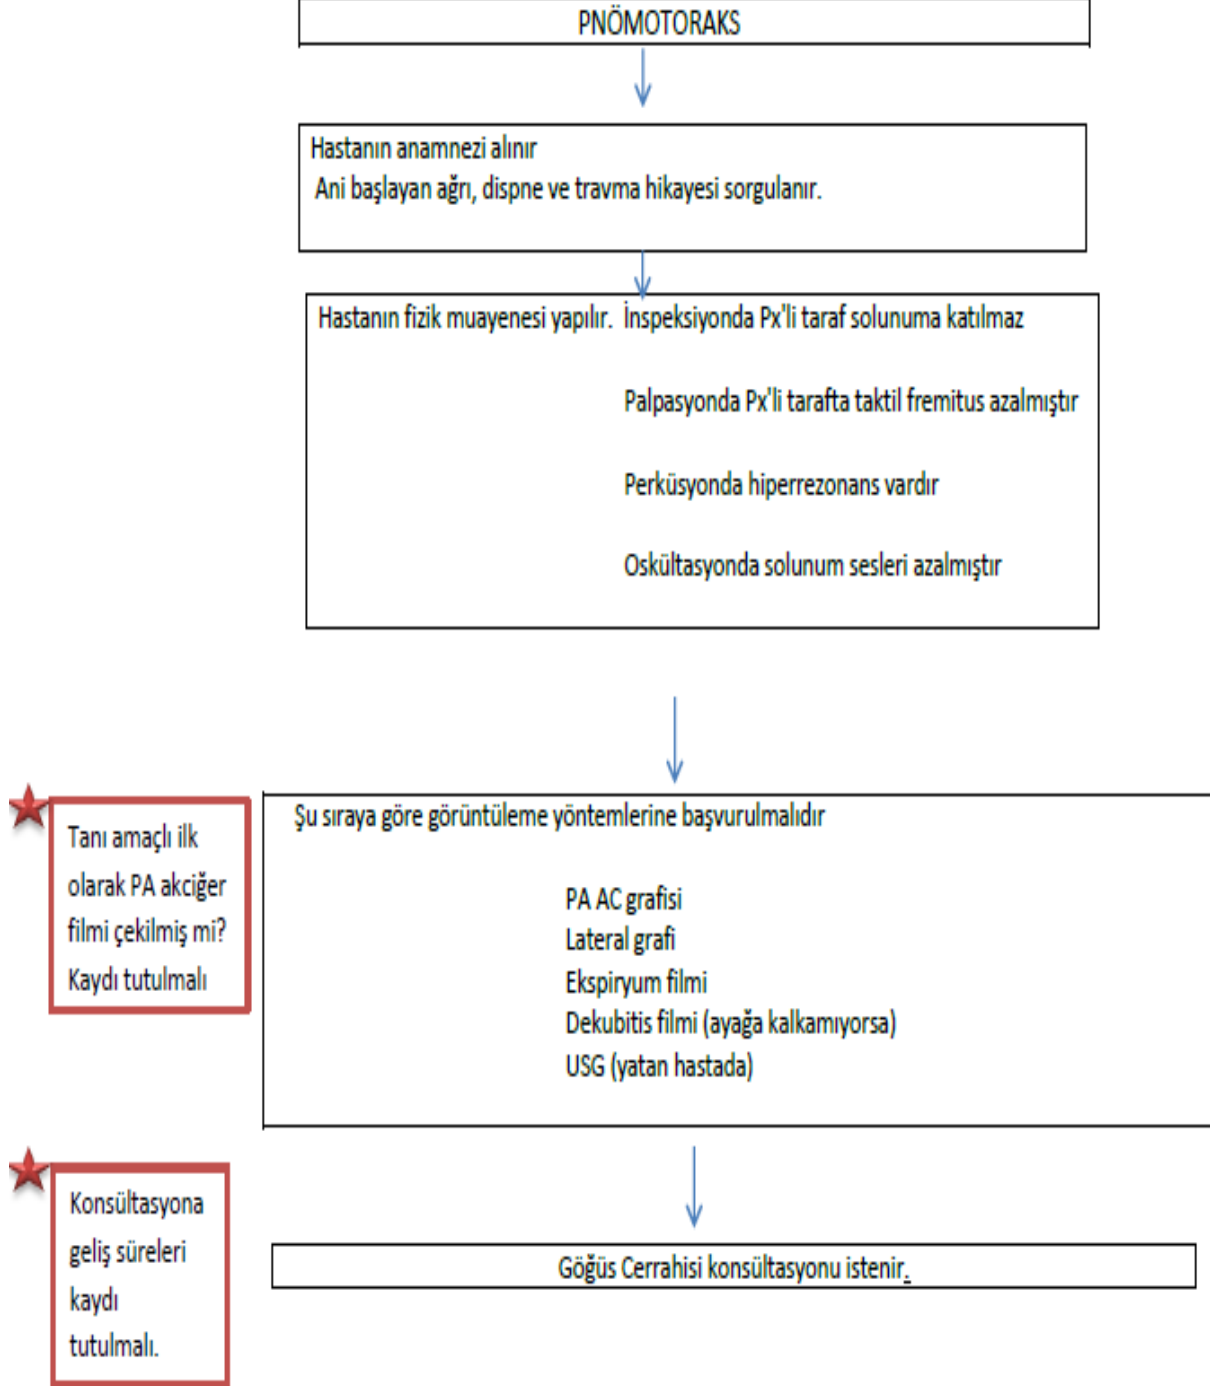 PNÖMOTORAKS
Hastanın anamnezi alınır
Ani başlayan ağrı, dispne ve travma hikayesi sorgulanır.
Hastanın fizik muayenesi yapılır. İnspeksiyonda Px'li taraf solunuma katılmaz
Palpasyonda Px'li tarafta taktil fremitus azalmıştır
Perküsyonda hiperrezonans vardır
Oskültasyonda solunum sesleri azalmıştır
Tanı amaçlı ilk
olarak PA akciğer
filmi çekilmiş mi?
Kaydı tutulmalı
Şu sıraya göre görüntüleme yöntemlerine başvurulmalıdır
PA AC grafisi
Lateral grafi
Ekspiryum filmi
Dekubitis filmi (ayağa kalkamıyorsa)
USG (yatan hastada)
Konsültasyona
geliş süreleri
kaydı
tutulmalı.
Göğüs Cerrahisi konsültasyonu istenir.